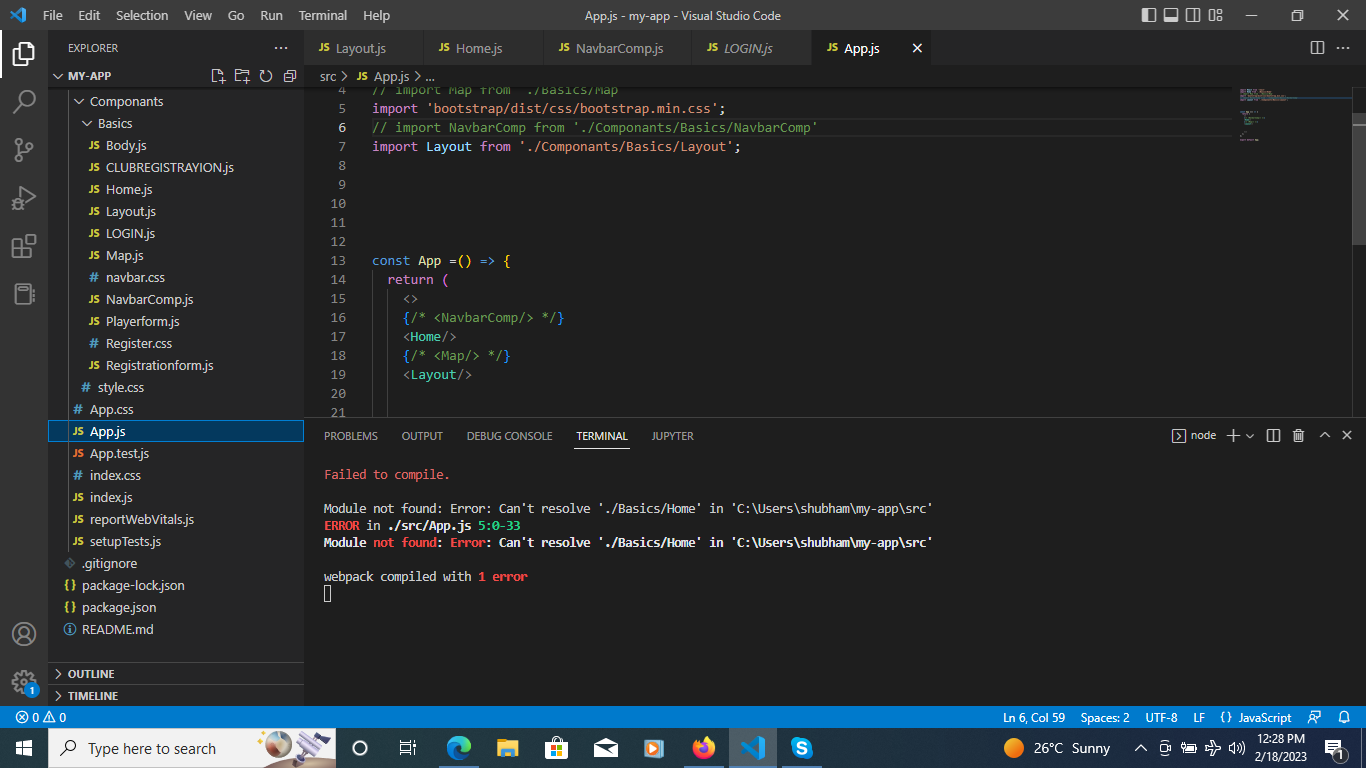 File Edit Selection View Go Run Terminal Help App.js - my-app - Visual Studio Code
EXPLORER ...
JS Layout.js JS Home.js JS NavbarComp.js JS LOGIN.js JS App.js
MY-APP
src > JS App.js > ...
Componants
Basics
JS Body.js
JS CLUBREGISTRAYION.js
JS Home.js
JS Layout.js
JS LOGIN.js
JS Map.js
# navbar.css
JS NavbarComp.js
JS Playerform.js
# Register.css
JS Registrationform.js
# style.css
# App.css
JS App.js
JS App.test.js
# index.css
JS index.js
JS reportWebVitals.js
JS setupTests.js
.gitignore
{} package-lock.json
{} package.json
README.md
OUTLINE
TIMELINE
4 // import Map from './Basics/Map
5 import 'bootstrap/dist/css/bootstrap.min.css';
6 // import NavbarComp from './Componants/Basics/NavbarComp'
7 import Layout from './Componants/Basics/Layout';
8
9
10
11
12
13 const App =() => {
14 return (
15 <>
16 {/* <NavbarComp/> */}
17 <Home/>
18 {/* <Map/> */}
19 <Layout/>
20
21
PROBLEMS OUTPUT DEBUG CONSOLE TERMINAL JUPYTER node
Failed to compile.
Module not found: Error: Can't resolve './Basics/Home' in 'C:\Users\shubham\my-app\src'
ERROR in ./src/App.js 5:0-33
Module not found: Error: Can't resolve './Basics/Home' in 'C:\Users\shubham\my-app\src'
webpack compiled with 1 error
1
0 0 Ln 6, Col 59 Spaces: 2 UTF-8 LF {} JavaScript
Type here to search 26°C Sunny 12:28 PM
2/18/2023
1